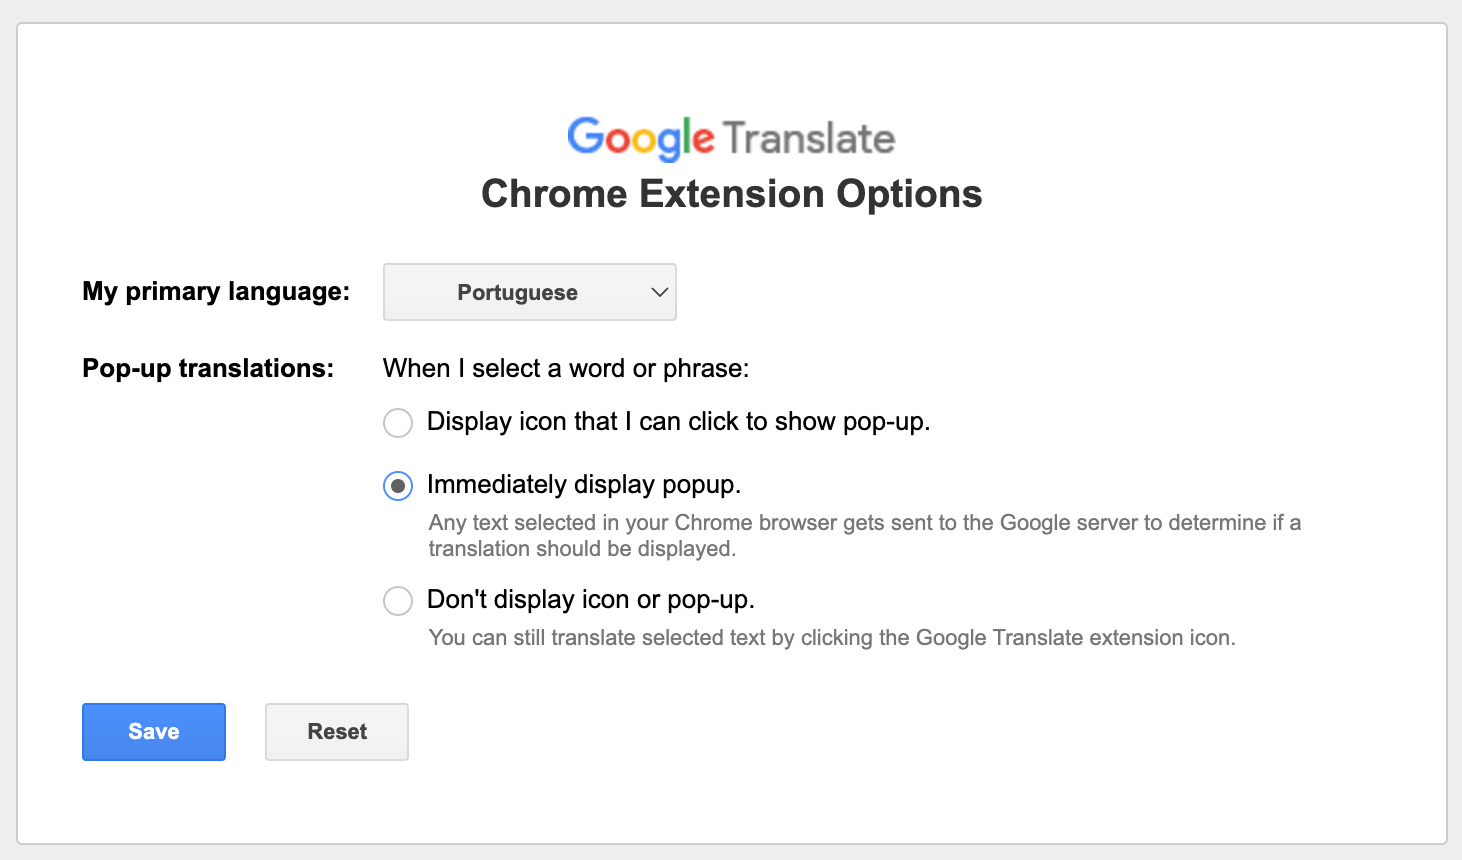 Google Translate
Chrome Extension Options
My primary language:
Portuguese
Pop-up translations:
When I select a word or phrase:
Display icon that I can click to show pop-up.
Immediately display popup.
Any text selected in your Chrome browser gets sent to the Google server to determine if a
translation should be displayed.
Don't display icon or pop-up.
You can still translate selected text by clicking the Google Translate extension icon.
Save
Reset